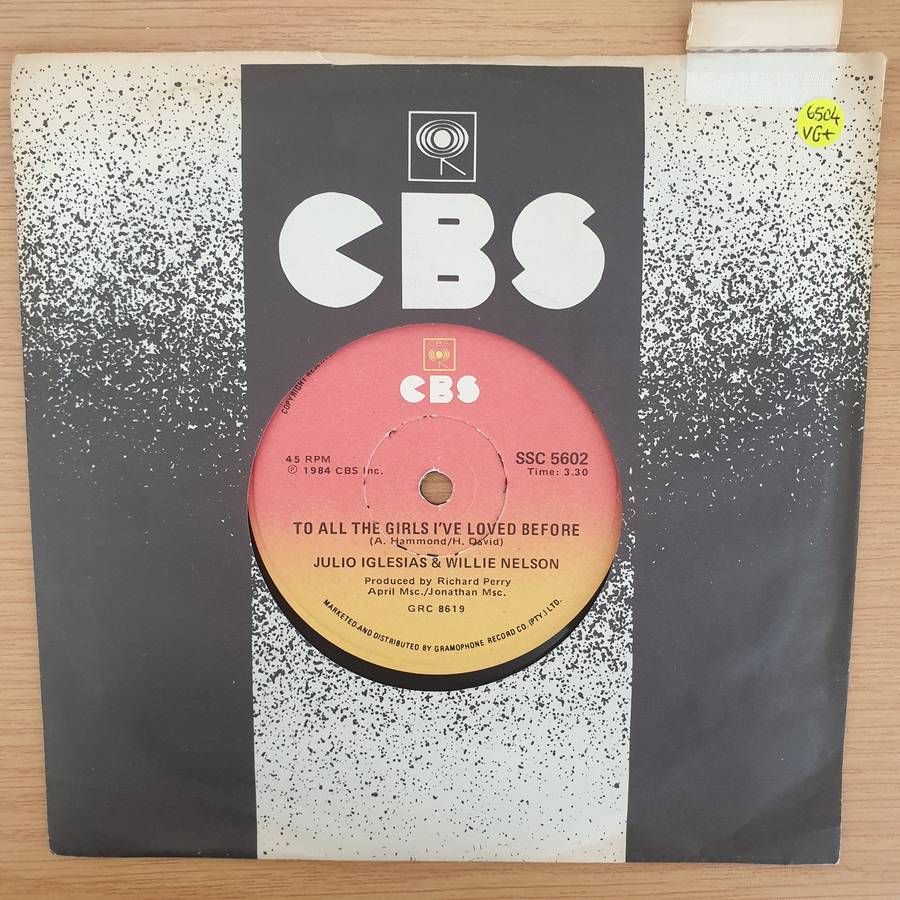 6504
VG+
CBS
COPYRIGHT
CBS
CBS
45 RPM
℗ 1984 CBS Inc.
SSC 5602
Time: 3.30
TO ALL THE GIRLS I'VE LOVED BEFORE
(A. Hammond/H. David)
JULIO IGLESIAS & WILLIE NELSON
Produced by Richard Perry
April Msc./Jonathan Msc.
GRC 8619
MARKETED AND DISTRIBUTED BY GRAMOPHONE RECORD CO. (PTY.) LTD.